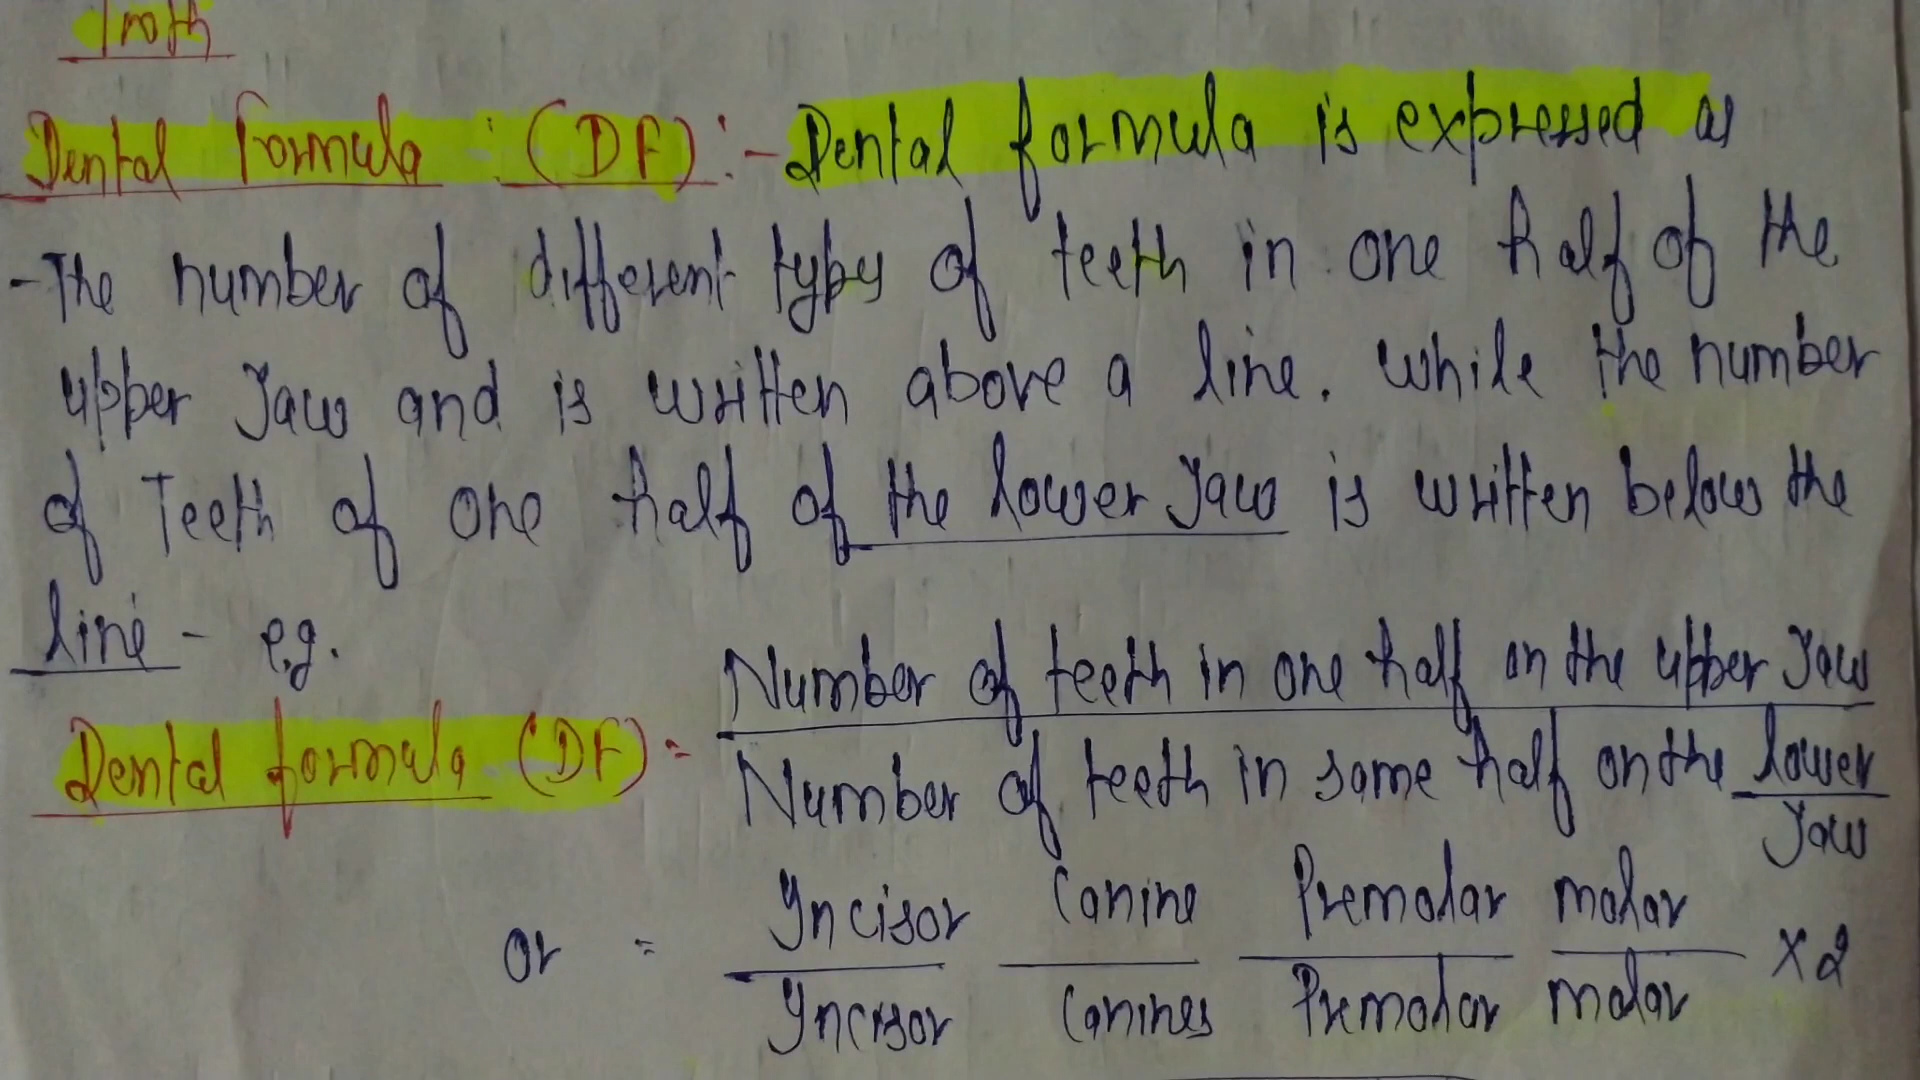 Dental Formula : (DF) :- Dental formula is expressed as
- The number of different types of teeth in one half of the
upper Jaw and is written above a line. While the number
of Teeth of one half of the lower Jaw is written below the
line - e.g.
Dental formula (DF) = Number of teeth in one half on the upper Jaw
Number of teeth in same half on the lower
Jaw
or = Incisor Canine Premolar molar
Incisor Canines Premolar molar ×2